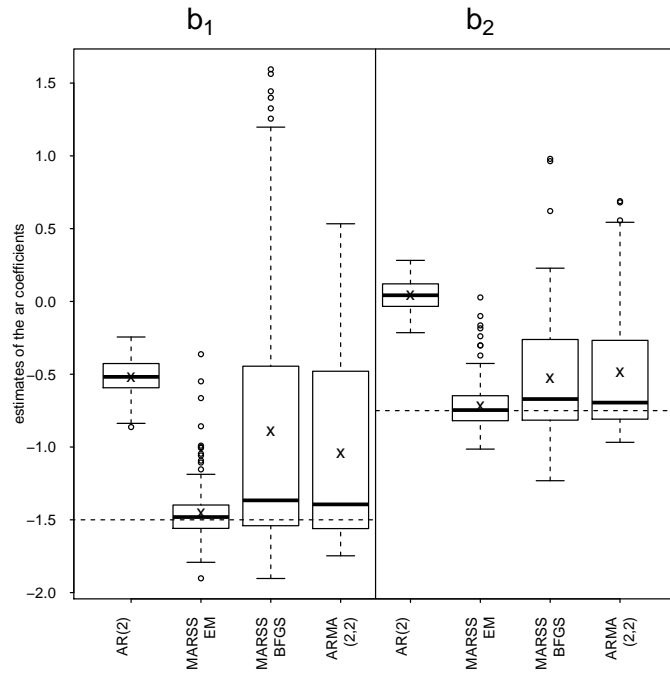 b1
b2
estimates of the ar coefficients
1.5
1.0
0.5
0.0
−0.5
−1.0
−1.5
−2.0
x
x
x
x
x
x
x
x
AR(2)
MARSS
EM
MARSS
BFGS
ARMA
(2,2)
AR(2)
MARSS
EM
MARSS
BFGS
ARMA
(2,2)